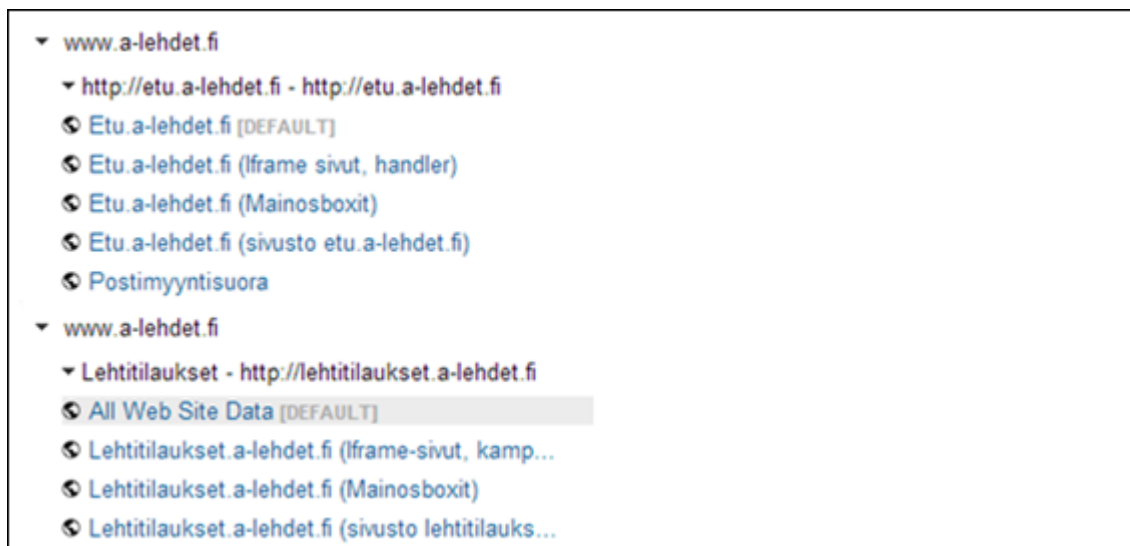 www.a-lehdet.fi
http://etu.a-lehdet.fi - http://etu.a-lehdet.fi
Etu.a-lehdet.fi [DEFAULT]
Etu.a-lehdet.fi (Iframe sivut, handler)
Etu.a-lehdet.fi (Mainosboxit)
Etu.a-lehdet.fi (sivusto etu.a-lehdet.fi)
Postimyyntisuora
www.a-lehdet.fi
Lehtitilaukset - http://lehtitilaukset.a-lehdet.fi
All Web Site Data [DEFAULT]
Lehtitilaukset.a-lehdet.fi (Iframe-sivut, kamp...
Lehtitilaukset.a-lehdet.fi (Mainosboxit)
Lehtitilaukset.a-lehdet.fi (sivusto lehtitilauks...